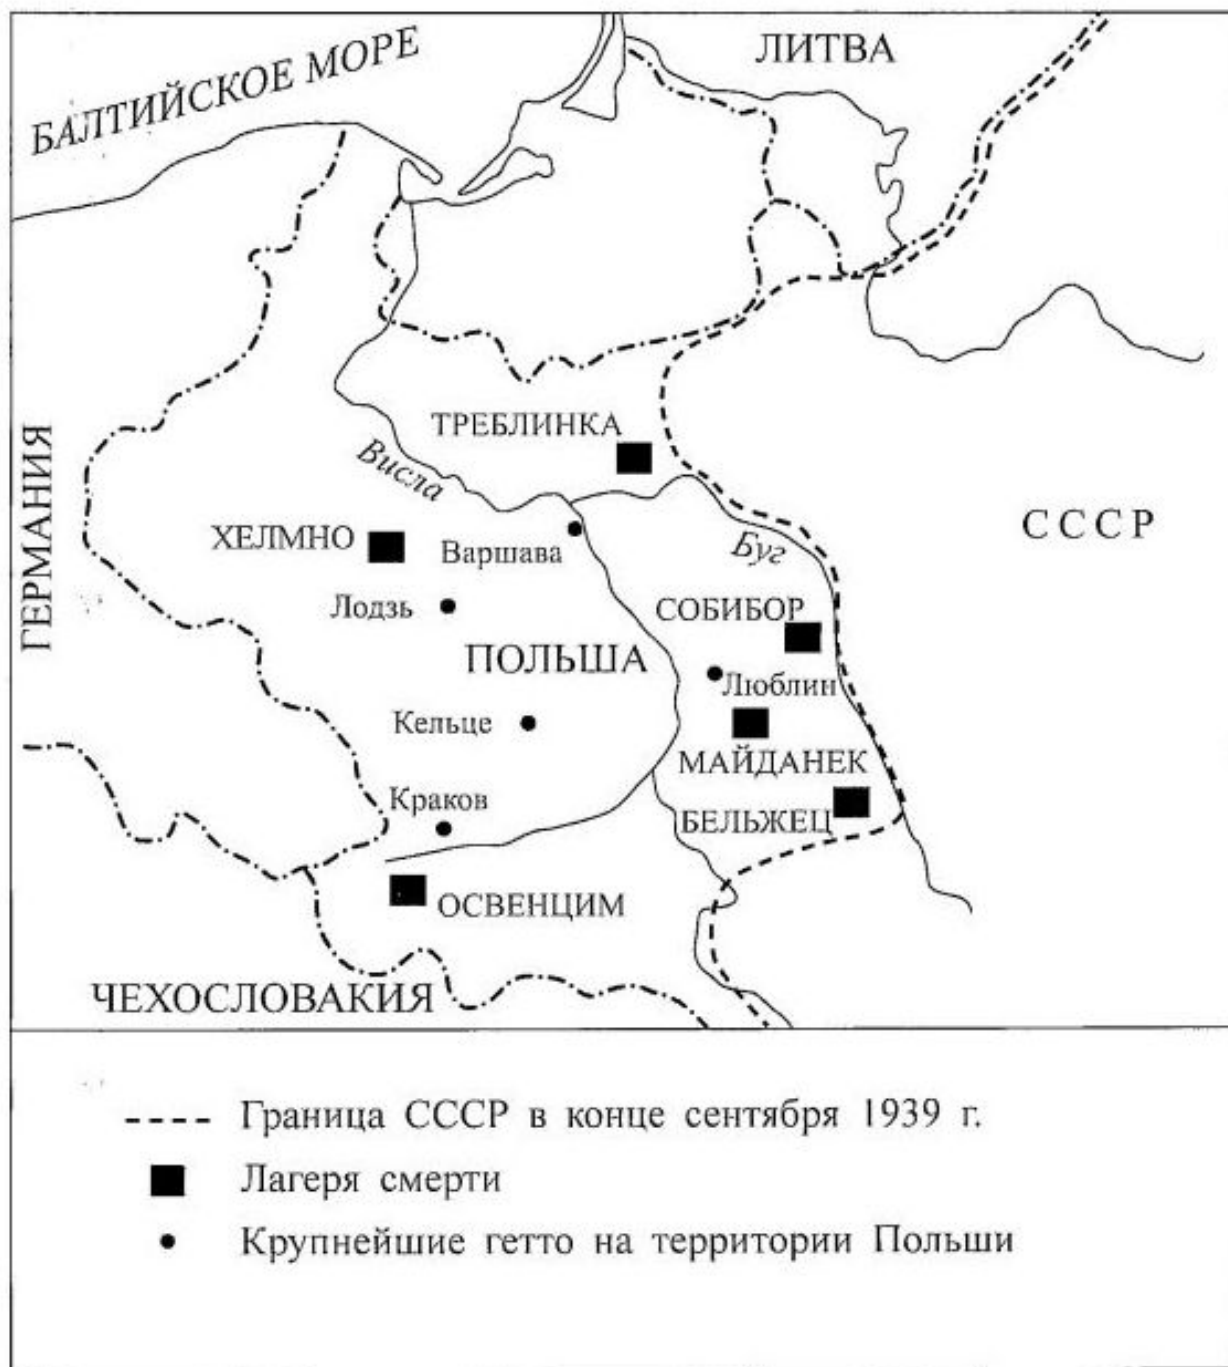 БАЛТИЙСКОЕ МОРЕ
ЛИТВА
ГЕРМАНИЯ
ТРЕБЛИНКА
Висла
СССР
ХЕЛМНО
Варшава
Буг
Лодзь
СОБИБОР
ПОЛЬША
Люблин
Кельце
МАЙДАНЕК
Краков
БЕЛЬЖЕЦ
ОСВЕНЦИМ
ЧЕХОСЛОВАКИЯ
Граница СССР в конце сентября 1939 г.
Лагеря смерти
Крупнейшие гетто на территории Польши